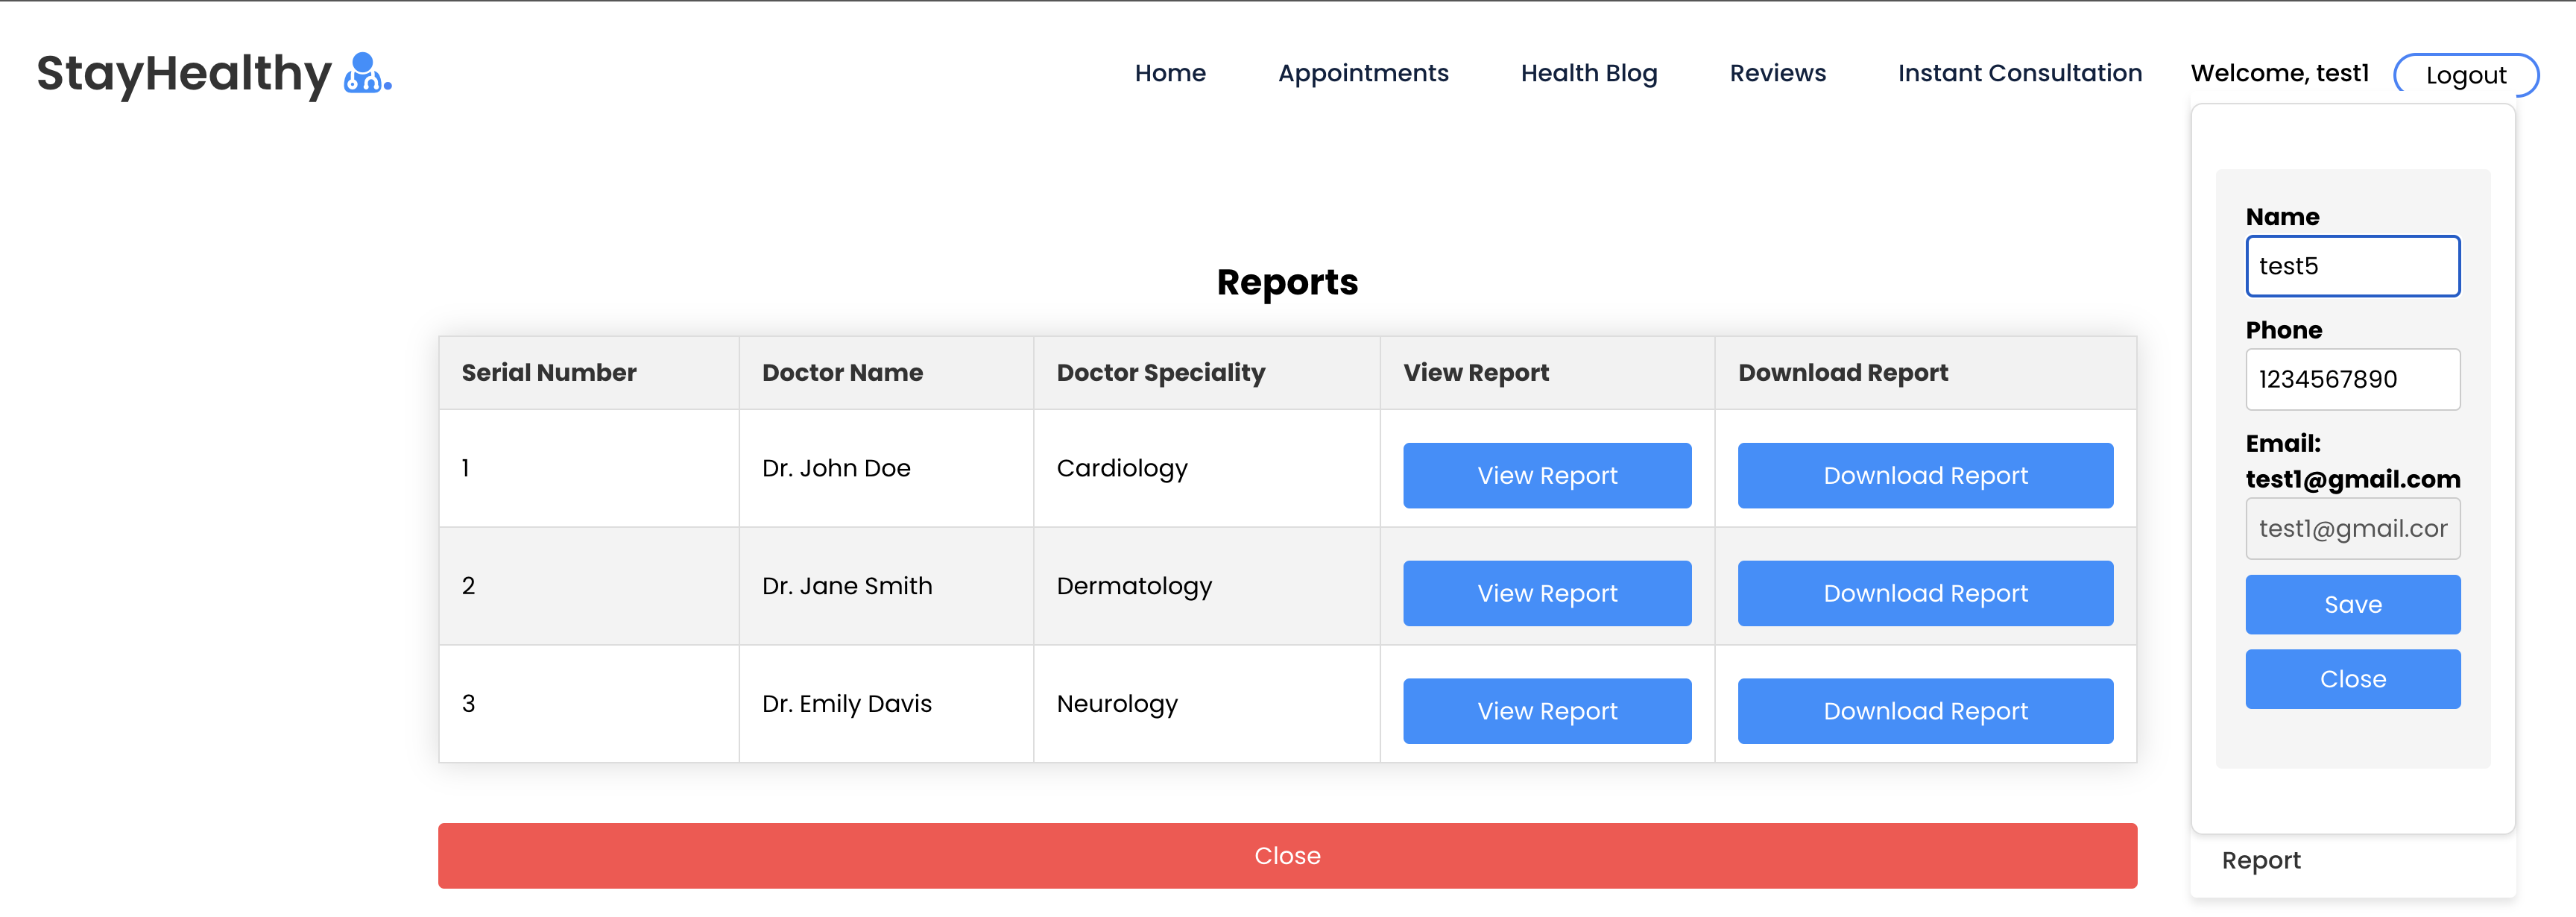 StayHealthy
Home Appointments Health Blog Reviews Instant Consultation Welcome, test1 Logout
Reports
Serial Number Doctor Name Doctor Speciality View Report Download Report
1 Dr. John Doe Cardiology View Report Download Report
2 Dr. Jane Smith Dermatology View Report Download Report
3 Dr. Emily Davis Neurology View Report Download Report
Close
Name
test5
Phone
1234567890
Email:
test1@gmail.com
test1@gmail.cor
Save
Close
Report